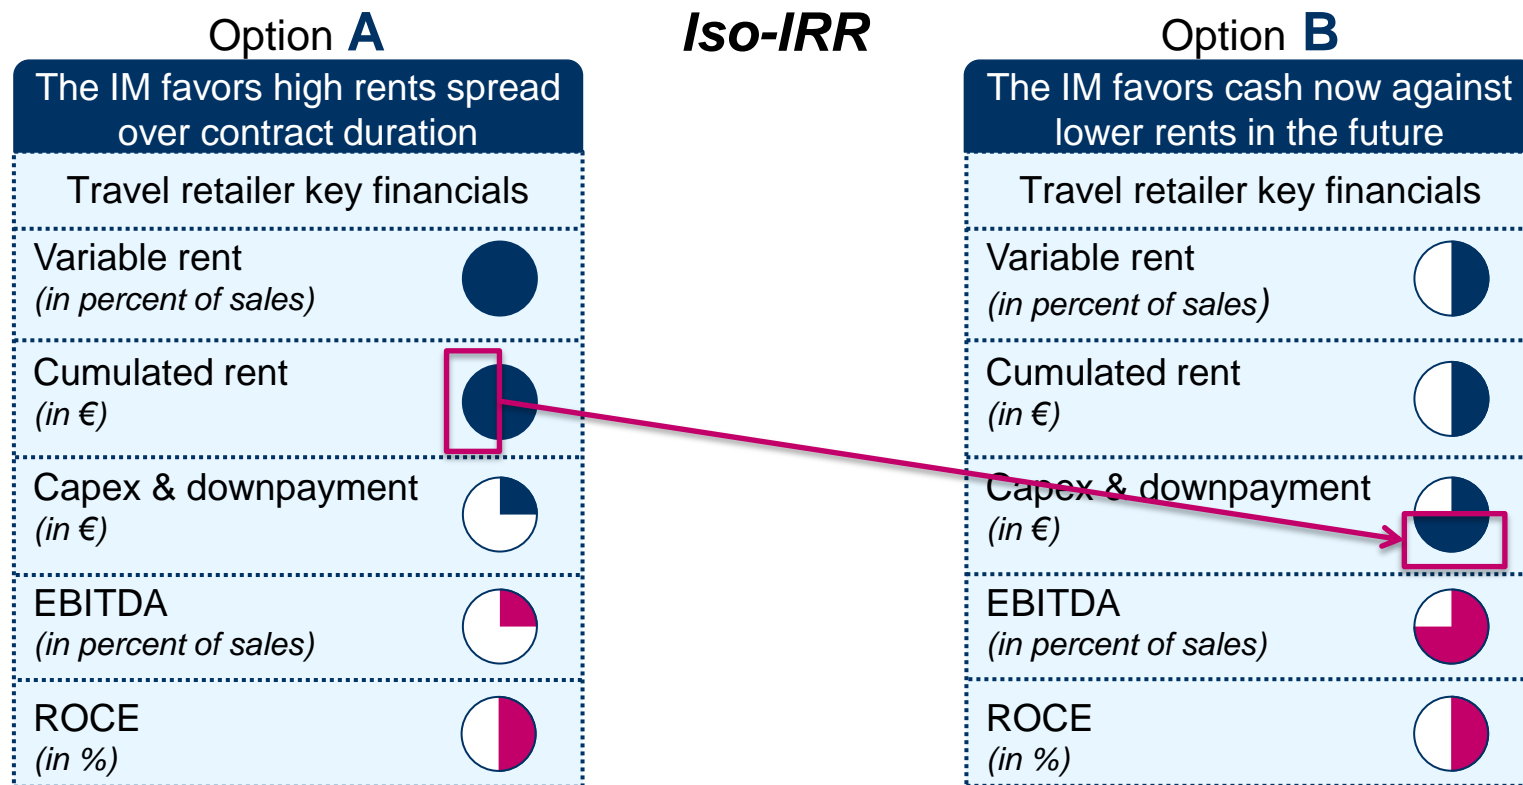 Option A
The IM favors high rents spread
over contract duration
Travel retailer key financials
Variable rent
(in percent of sales)
Cumulated rent
(in €)
Capex & downpayment
(in €)
EBITDA
(in percent of sales)
ROCE
(in %)
Iso-IRR
Option B
The IM favors cash now against
lower rents in the future
Travel retailer key financials
Variable rent
(in percent of sales)
Cumulated rent
(in €)
Capex & downpayment
(in €)
EBITDA
(in percent of sales)
ROCE
(in %)